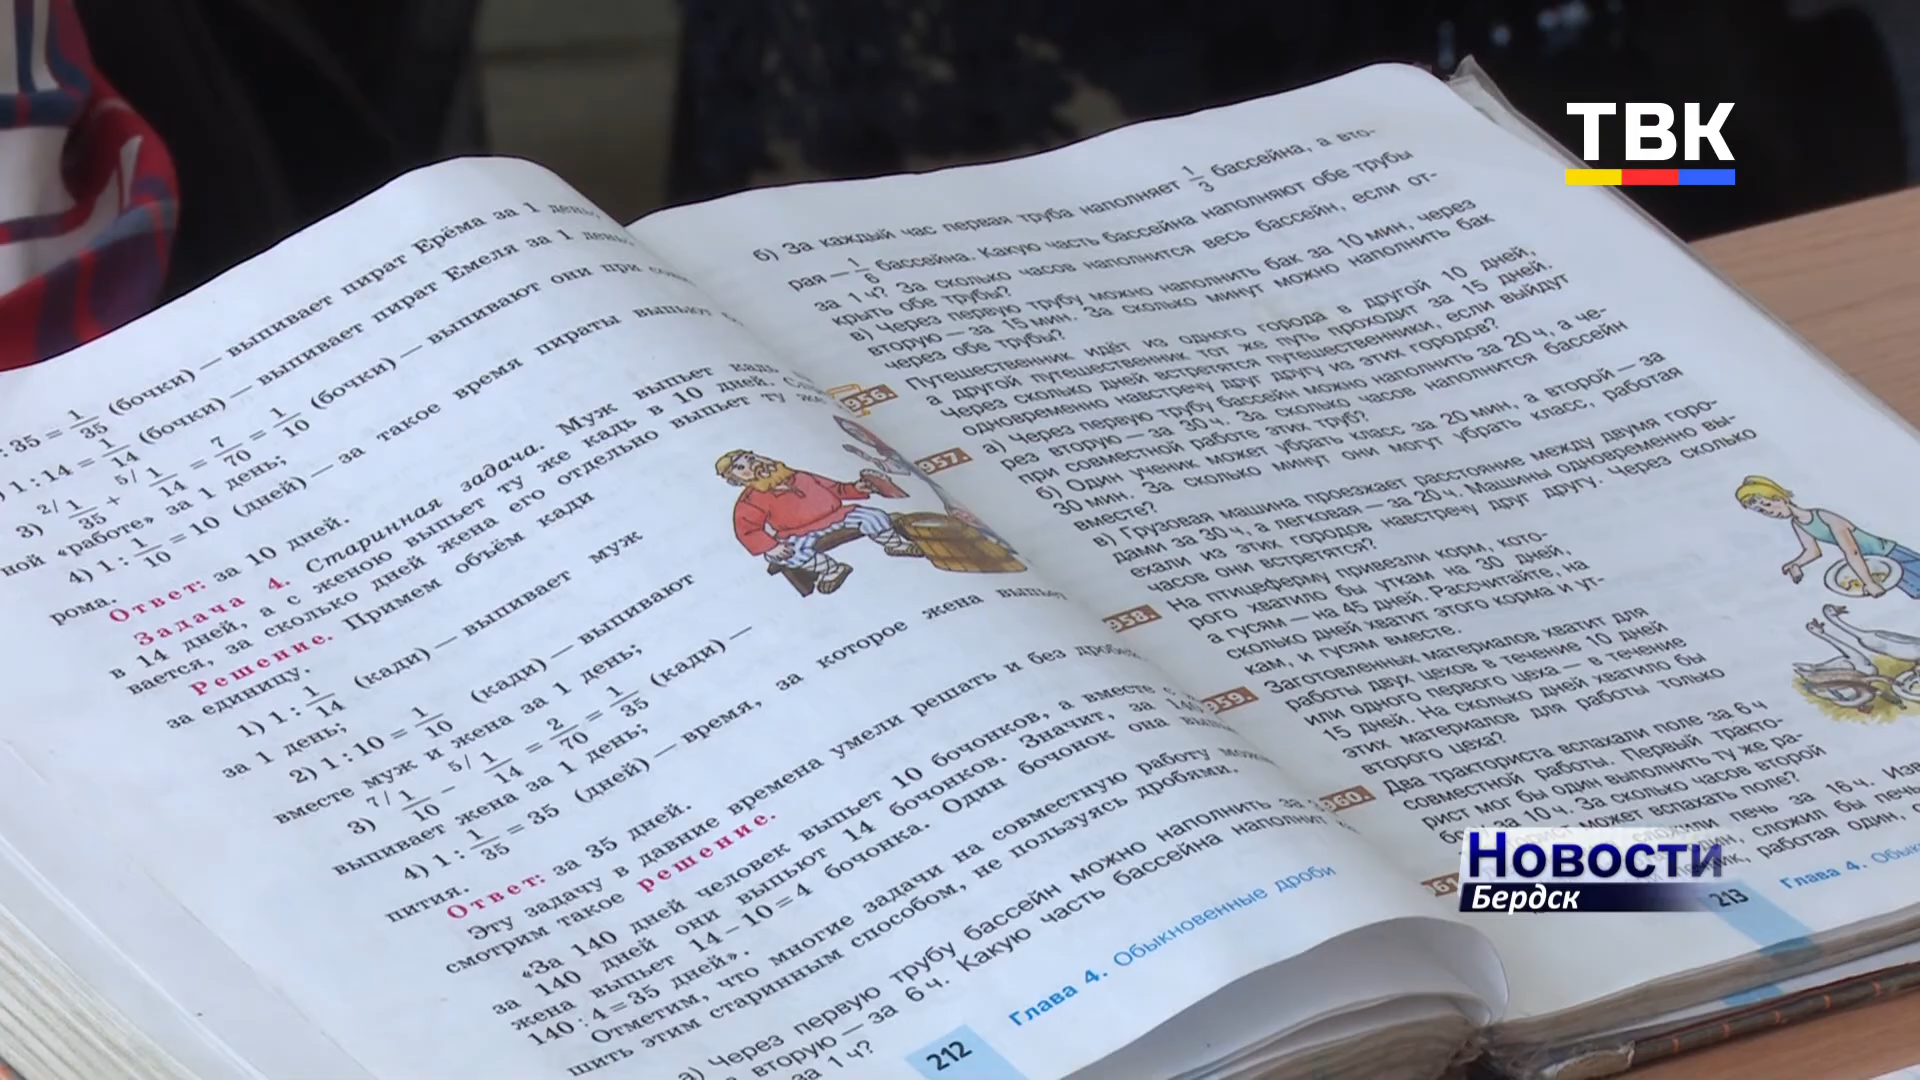 : 35 = 1/35 (бочки) — выпивает пират Ерёма за 1 день;
1 : 14 = 1/14 (бочки) — выпивает пират Емеля за 1 день;
3) 2/ 1/35 + 5/ 1/14 = 7/70 = 1/10 (бочки) — выпивают они при
ной «работе» за 1 день;
4) 1 : 1/10 = 10 (дней) — за такое время пираты выпьют
рома.
Ответ: за 10 дней.
Задача 4. Старинная задача. Муж выпьет кадь
в 14 дней, а с женою выпьет ту же кадь в 10 дней.
вается, за сколько дней жена его отдельно выпьет ту же
Решение. Примем объём кади
за единицу.
1) 1 : 1/14 (кади) — выпивает муж
за 1 день;
2) 1 : 10 = 1/10 (кади) — выпивают
вместе муж и жена за 1 день;
3) 7/ 1/10 − 5/ 1/14 = 2/70 = 1/35 (кади) —
выпивает жена за 1 день;
4) 1 : 1/35 = 35 (дней) — время, за которое жена выпьет
пития.
Ответ: за 35 дней.
Эту задачу в давние времена умели решать и без дробей.
смотрим такое решение.
«За 140 дней человек выпьет 10 бочонков, а вместе с
за 140 дней они выпьют 14 бочонков. Значит, за 140
жена выпьет 14 − 10 = 4 бочонка. Один бочонок она
140 : 4 = 35 дней».
Отметим, что многие задачи на совместную работу
шить этим старинным способом, не пользуясь дробями.
а) Через первую трубу бассейн можно наполнить за
вторую — за 6 ч. Какую часть бассейна наполнит
за 1 ч?
212
Глава 4. Обыкновенные дроби
б) За каждый час первая труба наполняет 1/3 бассейна, а вто-
рая — 1/6 бассейна. Какую часть бассейна наполняют обе трубы
за 1 ч? За сколько часов наполнится весь бассейн, если от-
крыть обе трубы?
в) Через первую трубу можно наполнить бак за 10 мин, через
вторую — за 15 мин. За сколько минут можно наполнить бак
через обе трубы?
956. Путешественник идёт из одного города в другой 10 дней,
а другой путешественник тот же путь проходит за 15 дней.
Через сколько дней встретятся путешественники, если выйдут
одновременно навстречу друг другу из этих городов?
957. а) Через первую трубу бассейн можно наполнить за 20 ч, а че-
рез вторую — за 30 ч. За сколько часов наполнится бассейн
при совместной работе этих труб?
б) Один ученик может убрать класс за 20 мин, а второй — за
30 мин. За сколько минут они могут убрать класс, работая
вместе?
в) Грузовая машина проезжает расстояние между двумя горо-
дами за 30 ч, а легковая — за 20 ч. Машины одновременно вы-
ехали из этих городов навстречу друг другу. Через сколько
часов они встретятся?
958. На птицеферму привезли корм, кото-
рого хватило бы уткам на 30 дней,
а гусям — на 45 дней. Рассчитайте, на
сколько дней хватит этого корма и ут-
кам, и гусям вместе.
959. Заготовленных материалов хватит для
работы двух цехов в течение 10 дней
или одного первого цеха — в течение
15 дней. На сколько дней хватило бы
этих материалов для работы только
второго цеха?
960. Два тракториста вспахали поле за 6 ч
совместной работы. Первый тракто-
рист мог бы один выполнить ту же ра-
боту за 10 ч. За сколько часов второй
может вспахать поле?
961. сложили печь за 16 ч.
сложил бы печь
работая один,
213
Глава 4.
ТВК
Новости
Бердск